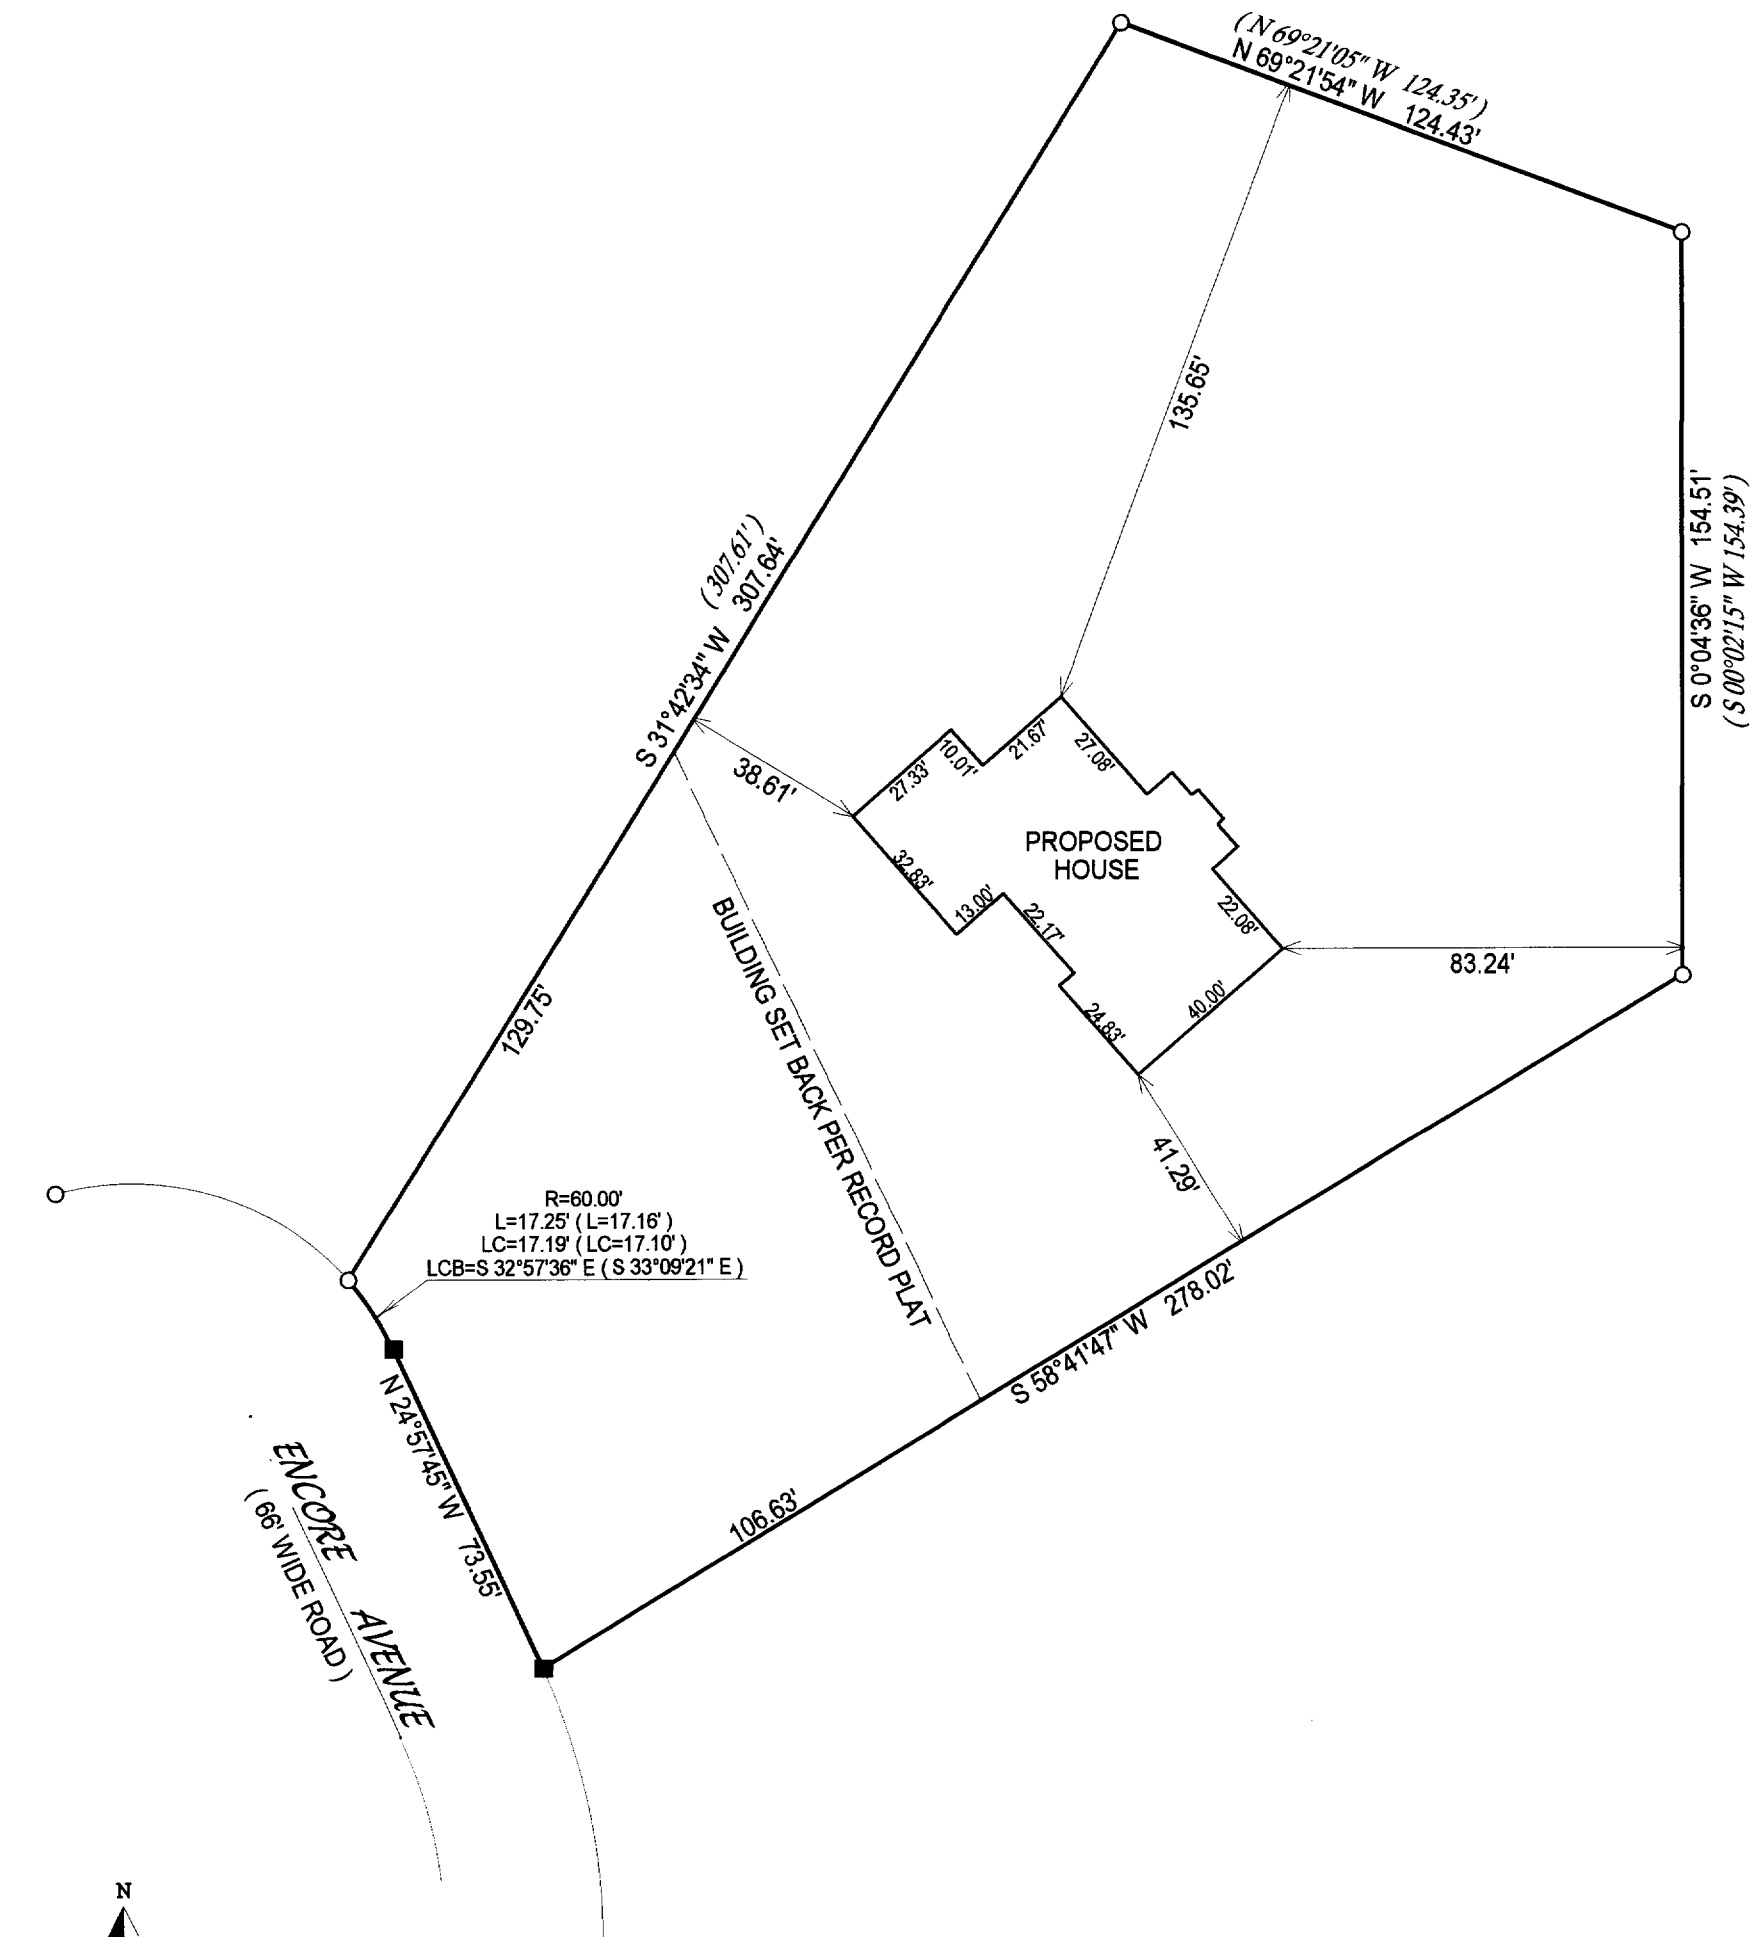 ( N 69°21'05" W 124.35' )
N 69°21'54" W 124.43'
135.65'
S 0°04'36" W 154.51'
( S 00°02'15" W 154.39' )
( 307.61' )
S 31°42'34" W 307.64'
38.61'
27.33'
10.01'
21.67'
27.08'
PROPOSED
HOUSE
32.83'
13.00'
22.17'
22.08'
83.24'
40.00'
24.83'
41.29'
129.75'
BUILDING SET BACK PER RECORD PLAT
R=60.00'
L=17.25' ( L=17.16' )
LC=17.19' ( LC=17.10' )
LCB=S 32°57'36" E ( S 33°09'21" E )
S 58°41'47" W 278.02'
N 24°57'45" W 73.55'
106.63'
ENCORE AVENUE
( 66' WIDE ROAD )
N